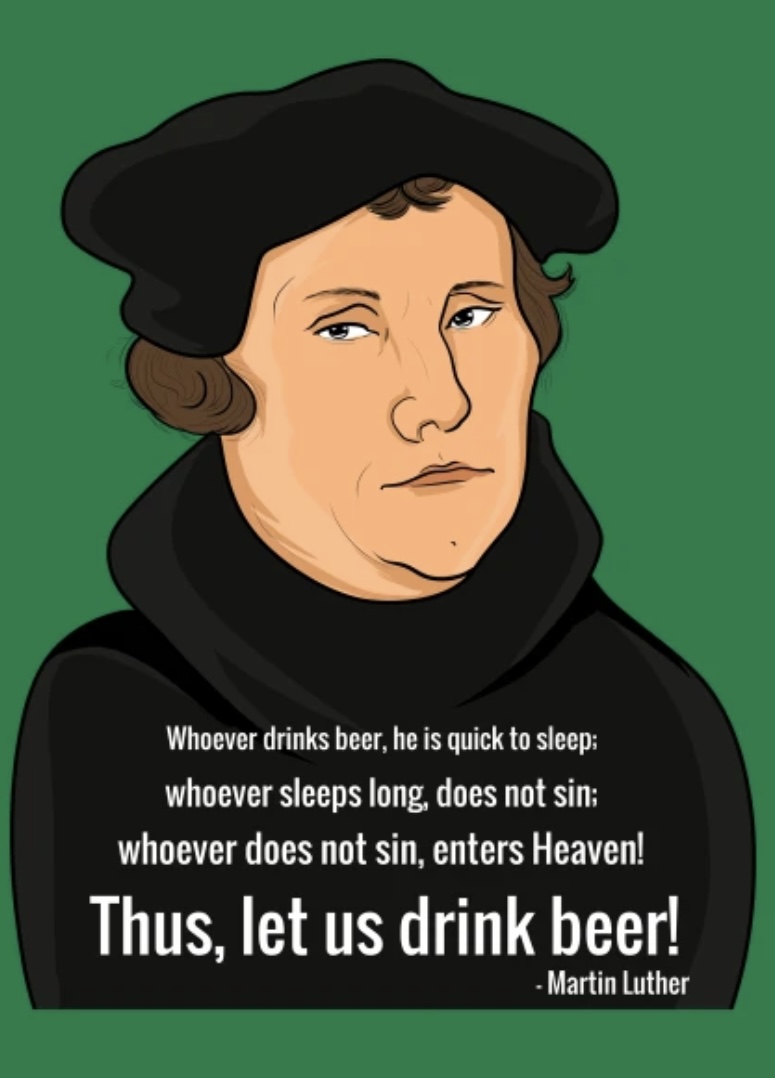 Whoever drinks beer, he is quick to sleep;
whoever sleeps long, does not sin;
whoever does not sin, enters Heaven!
Thus, let us drink beer!
- Martin Luther